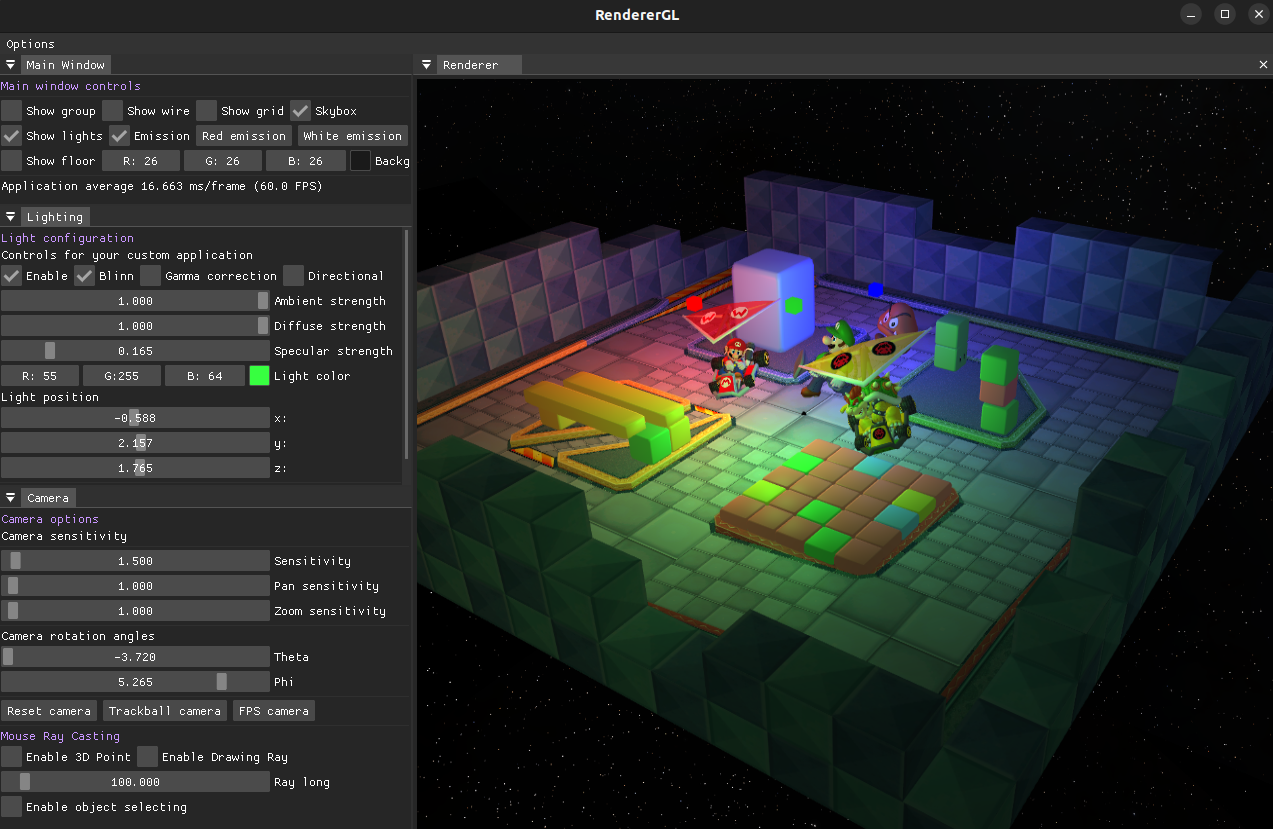 RendererGL
Options
Main Window
Main window controls
Show group Show wire Show grid Skybox
Show lights Emission Red emission White emission
Show floor R: 26 G: 26 B: 26 Backg
Application average 16.663 ms/frame (60.0 FPS)
Lighting
Light configuration
Controls for your custom application
Enable Blinn Gamma correction Directional
1.000 Ambient strength
1.000 Diffuse strength
0.165 Specular strength
R: 55 G:255 B: 64 Light color
Light position
-0.588 x:
2.157 y:
1.765 z:
Camera
Camera options
Camera sensitivity
1.500 Sensitivity
1.000 Pan sensitivity
1.000 Zoom sensitivity
Camera rotation angles
-3.720 Theta
5.265 Phi
Reset camera Trackball camera FPS camera
Mouse Ray Casting
Enable 3D Point Enable Drawing Ray
100.000 Ray long
Enable object selecting
Renderer
M
M
M